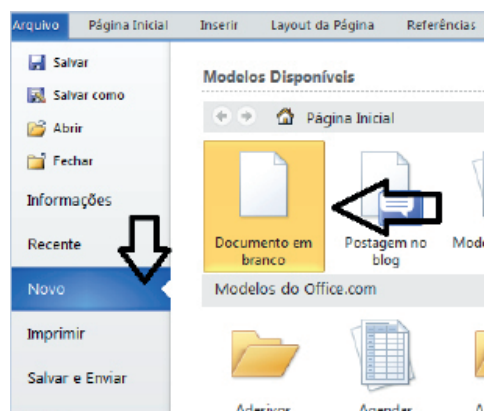 Arquivo Página Inicial Inserir Layout da Página Referências
Salvar
Salvar como
Abrir
Fechar
Informações
Recente
Novo
Imprimir
Salvar e Enviar
Modelos Disponíveis
Página Inicial
Documento em
branco
Postagem no
blog
Modelos do Office.com